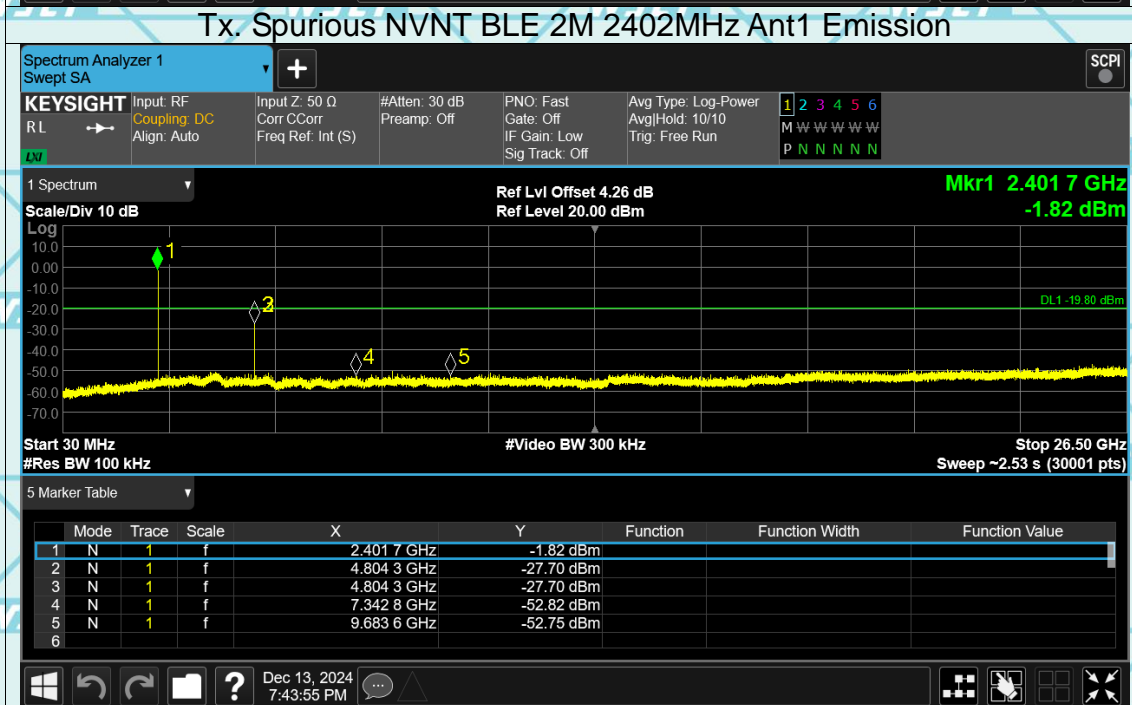 Tx. Spurious NVNT BLE 2M 2402MHz Ant1 Emission
Spectrum Analyzer 1
Swept SA
+
SCPI
KEYSIGHT Input: RF Input Z: 50 Ω #Atten: 30 dB PNO: Fast Avg Type: Log-Power 1 2 3 4 5 6
R L Coupling: DC Corr CCorr Preamp: Off Gate: Off Avg|Hold: 10/10 M W W W W W
Align: Auto Freq Ref: Int (S) IF Gain: Low Trig: Free Run
LXI Sig Track: Off P N N N N N
1 Spectrum Ref Lvl Offset 4.26 dB Mkr1 2.401 7 GHz
Scale/Div 10 dB Ref Level 20.00 dBm -1.82 dBm
Log
10.0
1
0.00
-10.0
DL1 -19.80 dBm
-20.0
3
-30.0
-40.0
4
5
-50.0
-60.0
-70.0
Start 30 MHz #Video BW 300 kHz Stop 26.50 GHz
#Res BW 100 kHz Sweep ~2.53 s (30001 pts)
5 Marker Table
Mode Trace Scale X Y Function Function Width Function Value
1 N 1 f 2.401 7 GHz -1.82 dBm
2 N 1 f 4.804 3 GHz -27.70 dBm
3 N 1 f 4.804 3 GHz -27.70 dBm
4 N 1 f 7.342 8 GHz -52.82 dBm
5 N 1 f 9.683 6 GHz -52.75 dBm
6
?
Dec 13, 2024
7:43:55 PM